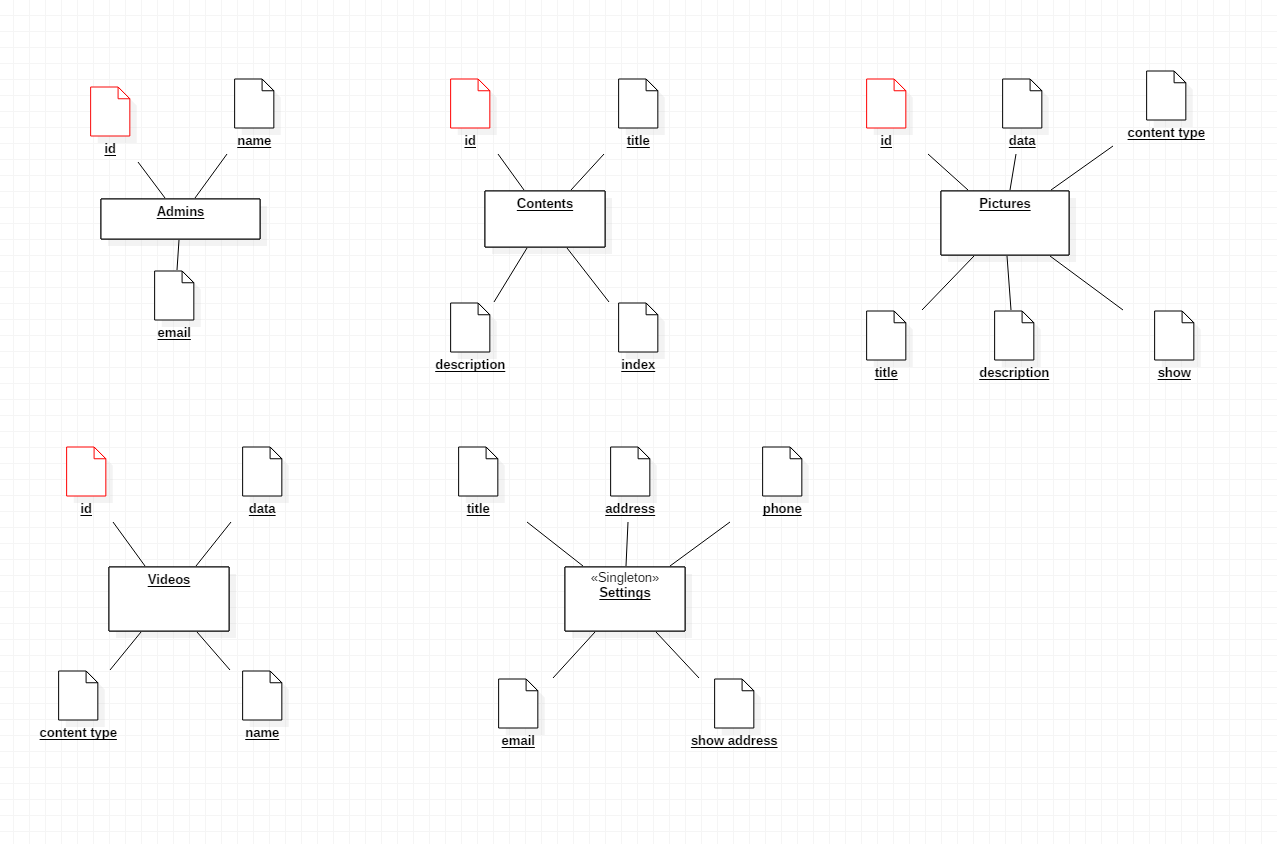 id
name
Admins
email
id
title
Contents
description
index
id
data
content type
Pictures
title
description
show
id
data
Videos
content type
name
title
address
phone
«Singleton»
Settings
email
show address